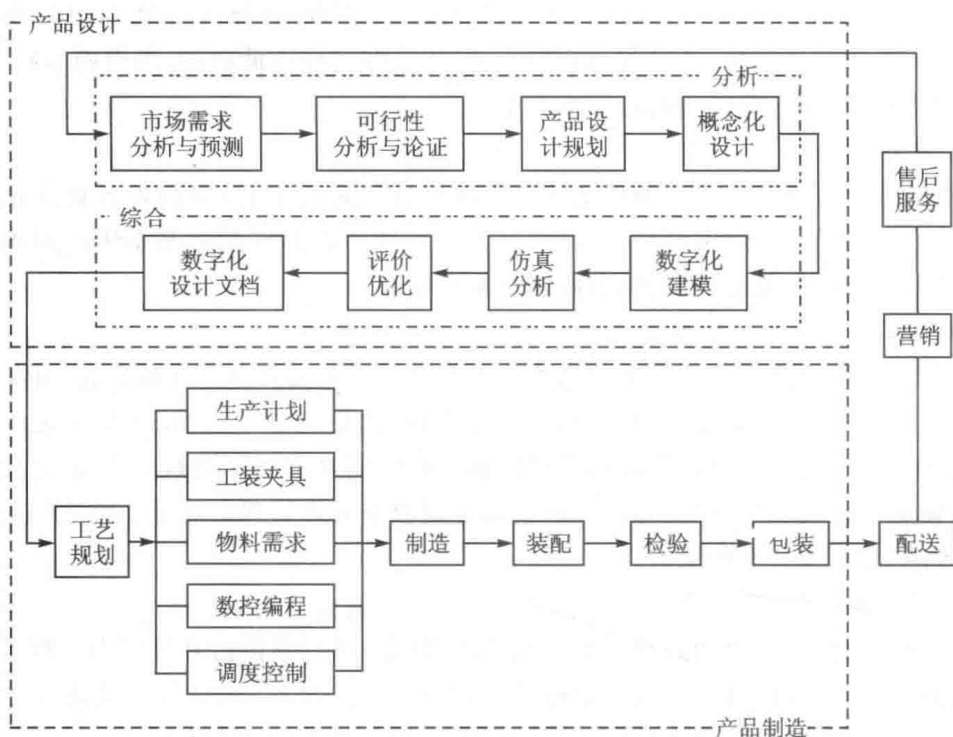 产品设计
分析
市场需求
分析与预测
可行性
分析与论证
产品设
计规划
概念化
设计
售后
服务
综合
数字化
设计文档
评价
优化
仿真
分析
数字化
建模
营销
生产计划
工装夹具
工艺
规划
物料需求
制造
装配
检验
包装
配送
数控编程
调度控制
产品制造